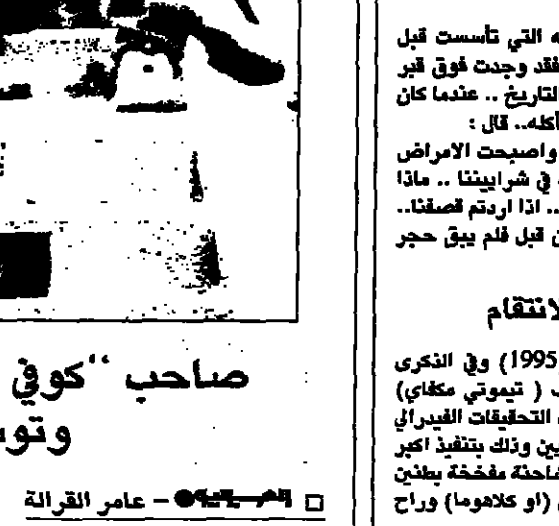 ه التي تأسست قبل
فقد وجدت فوق قبر
التاريخ .. عندما كان
أكله.. قال :
واصبحت الامراض
في شراييننا .. ماذا
.. اذا اردتم قصفنا..
ن قبل فلم يبق حجر
لانتقام
1995) وفي الذكرى
( تيموتي مكفاي)
التحقيقات الفيدرالي
يين وذلك بتنفيذ اكبر
شاحنة مفخخة بطنين
(او كلاهوما) وراح
صاحب "كوفي
وتوس
– عامر القرالة